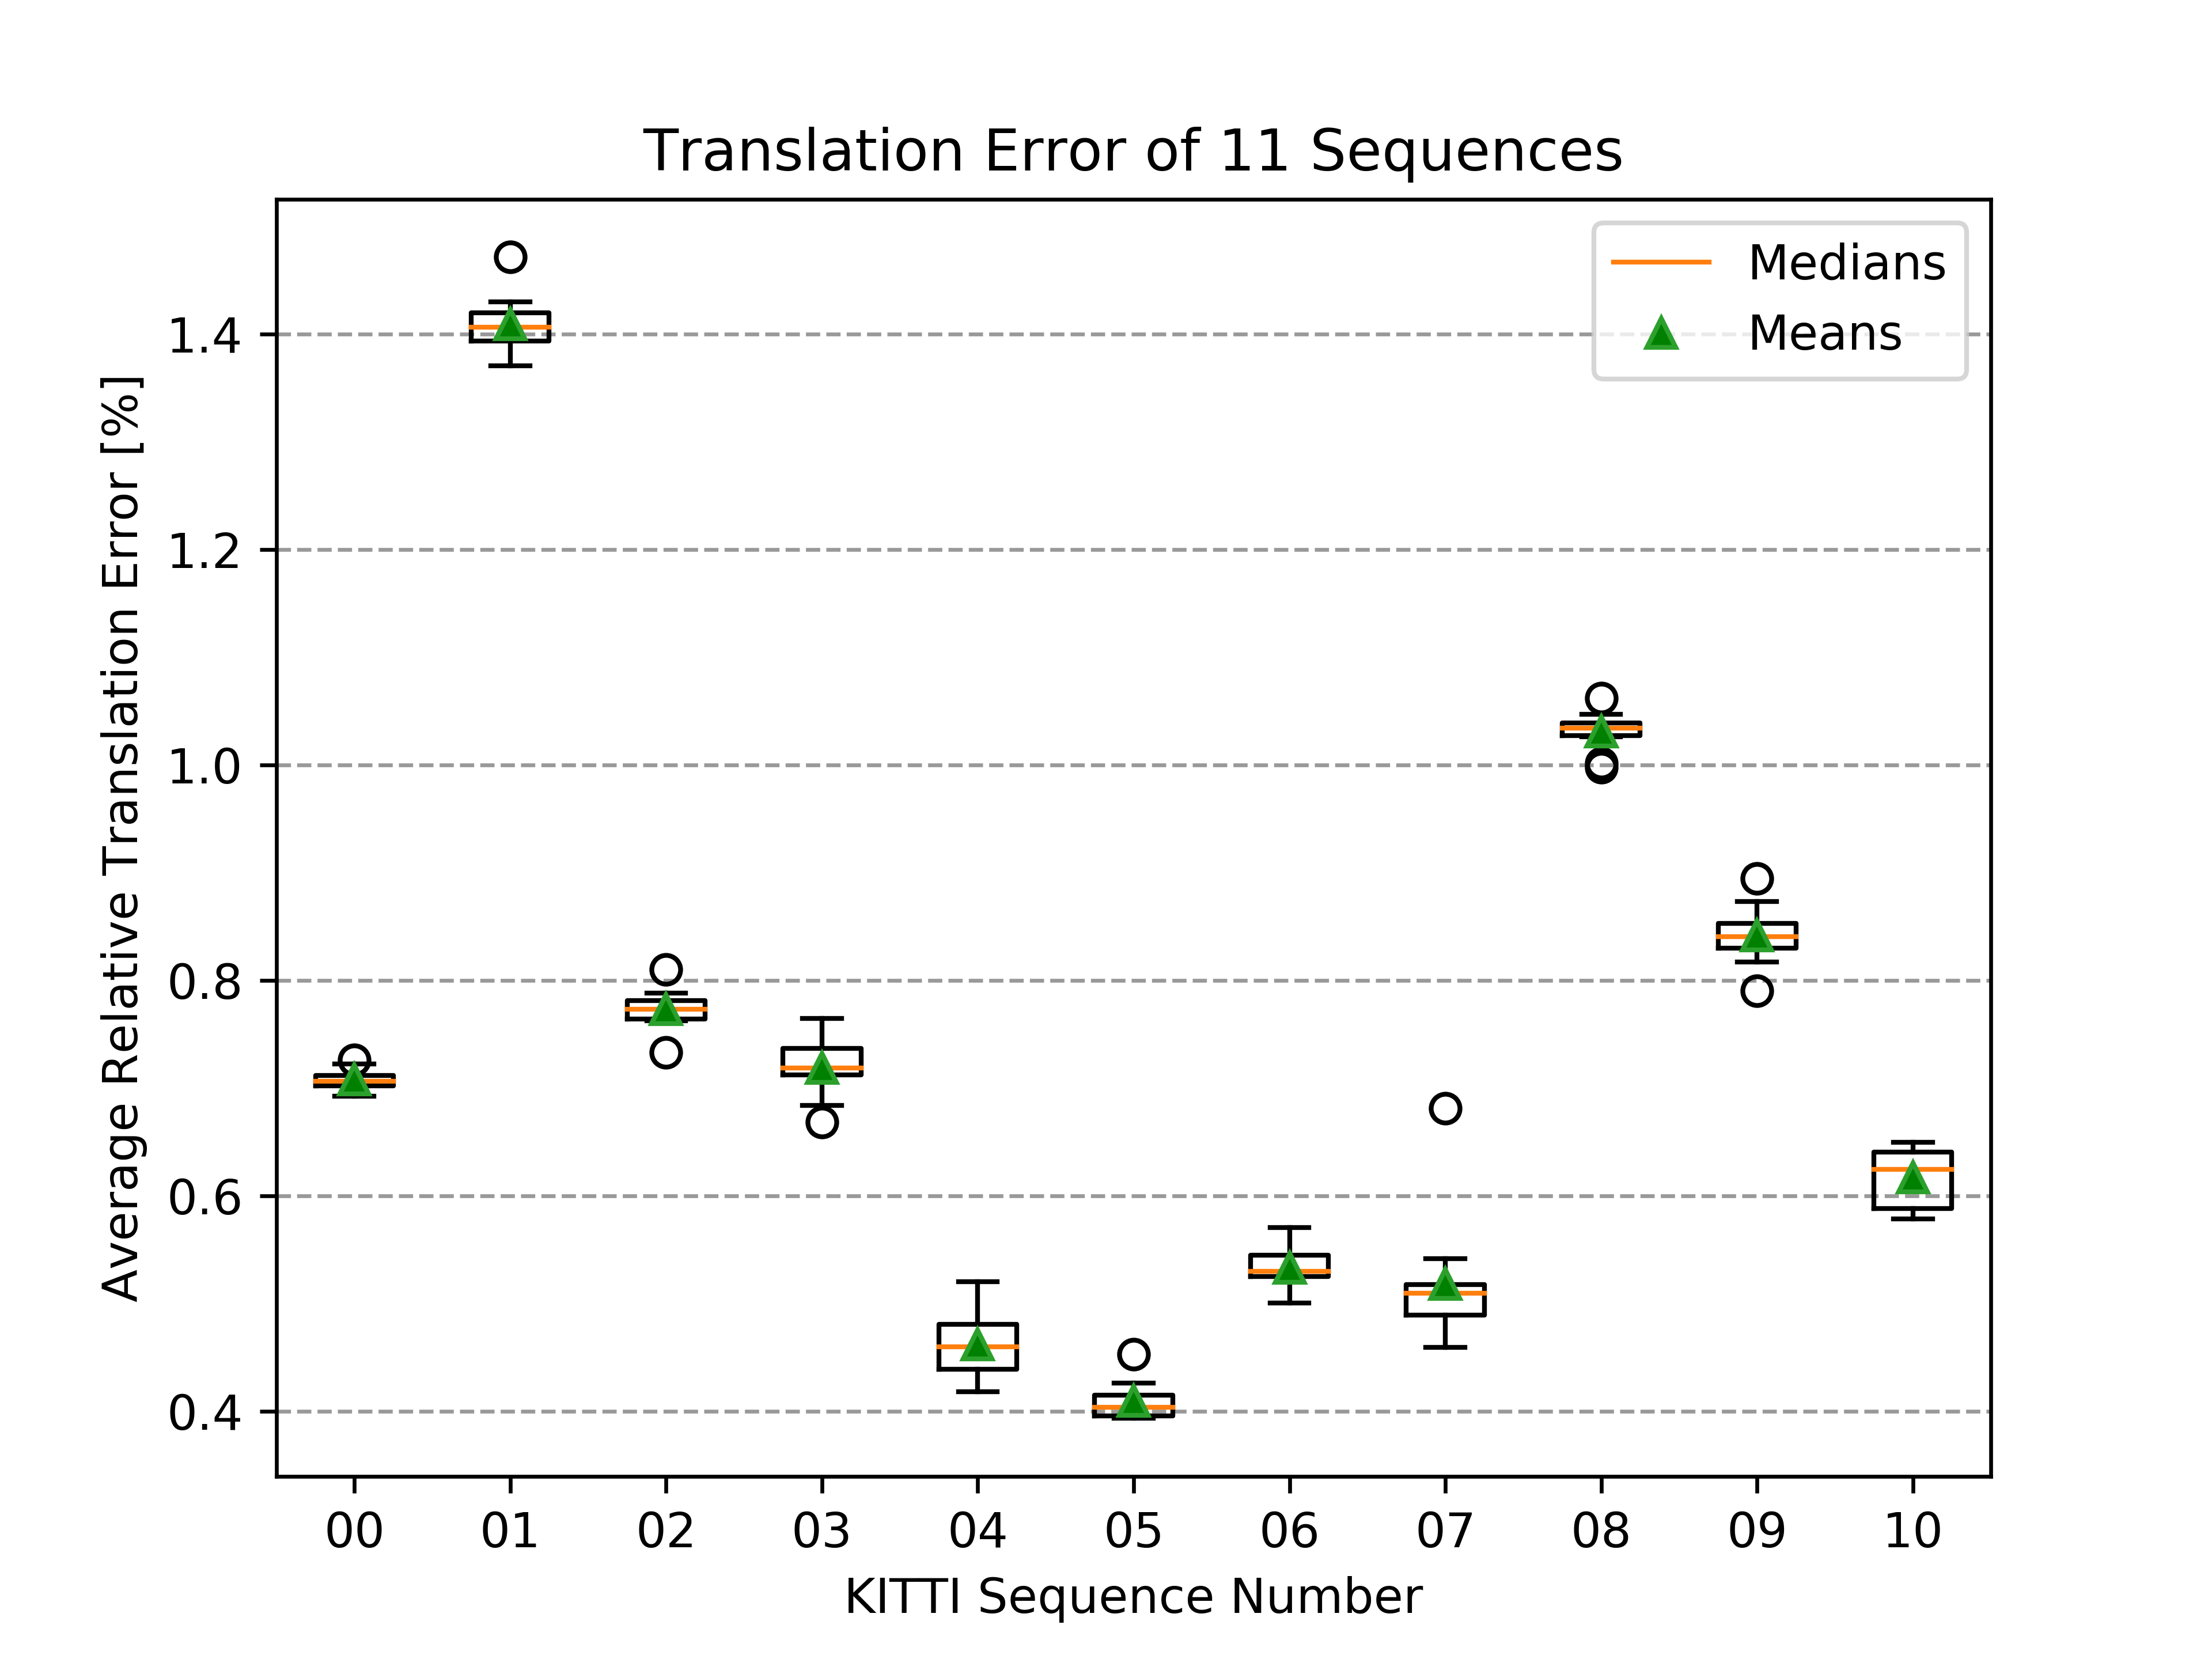 Translation Error of 11 Sequences
Medians
Means
Average Relative Translation Error [%]
1.4
1.2
1.0
0.8
0.6
0.4
00 01 02 03 04 05 06 07 08 09 10
KITTI Sequence Number